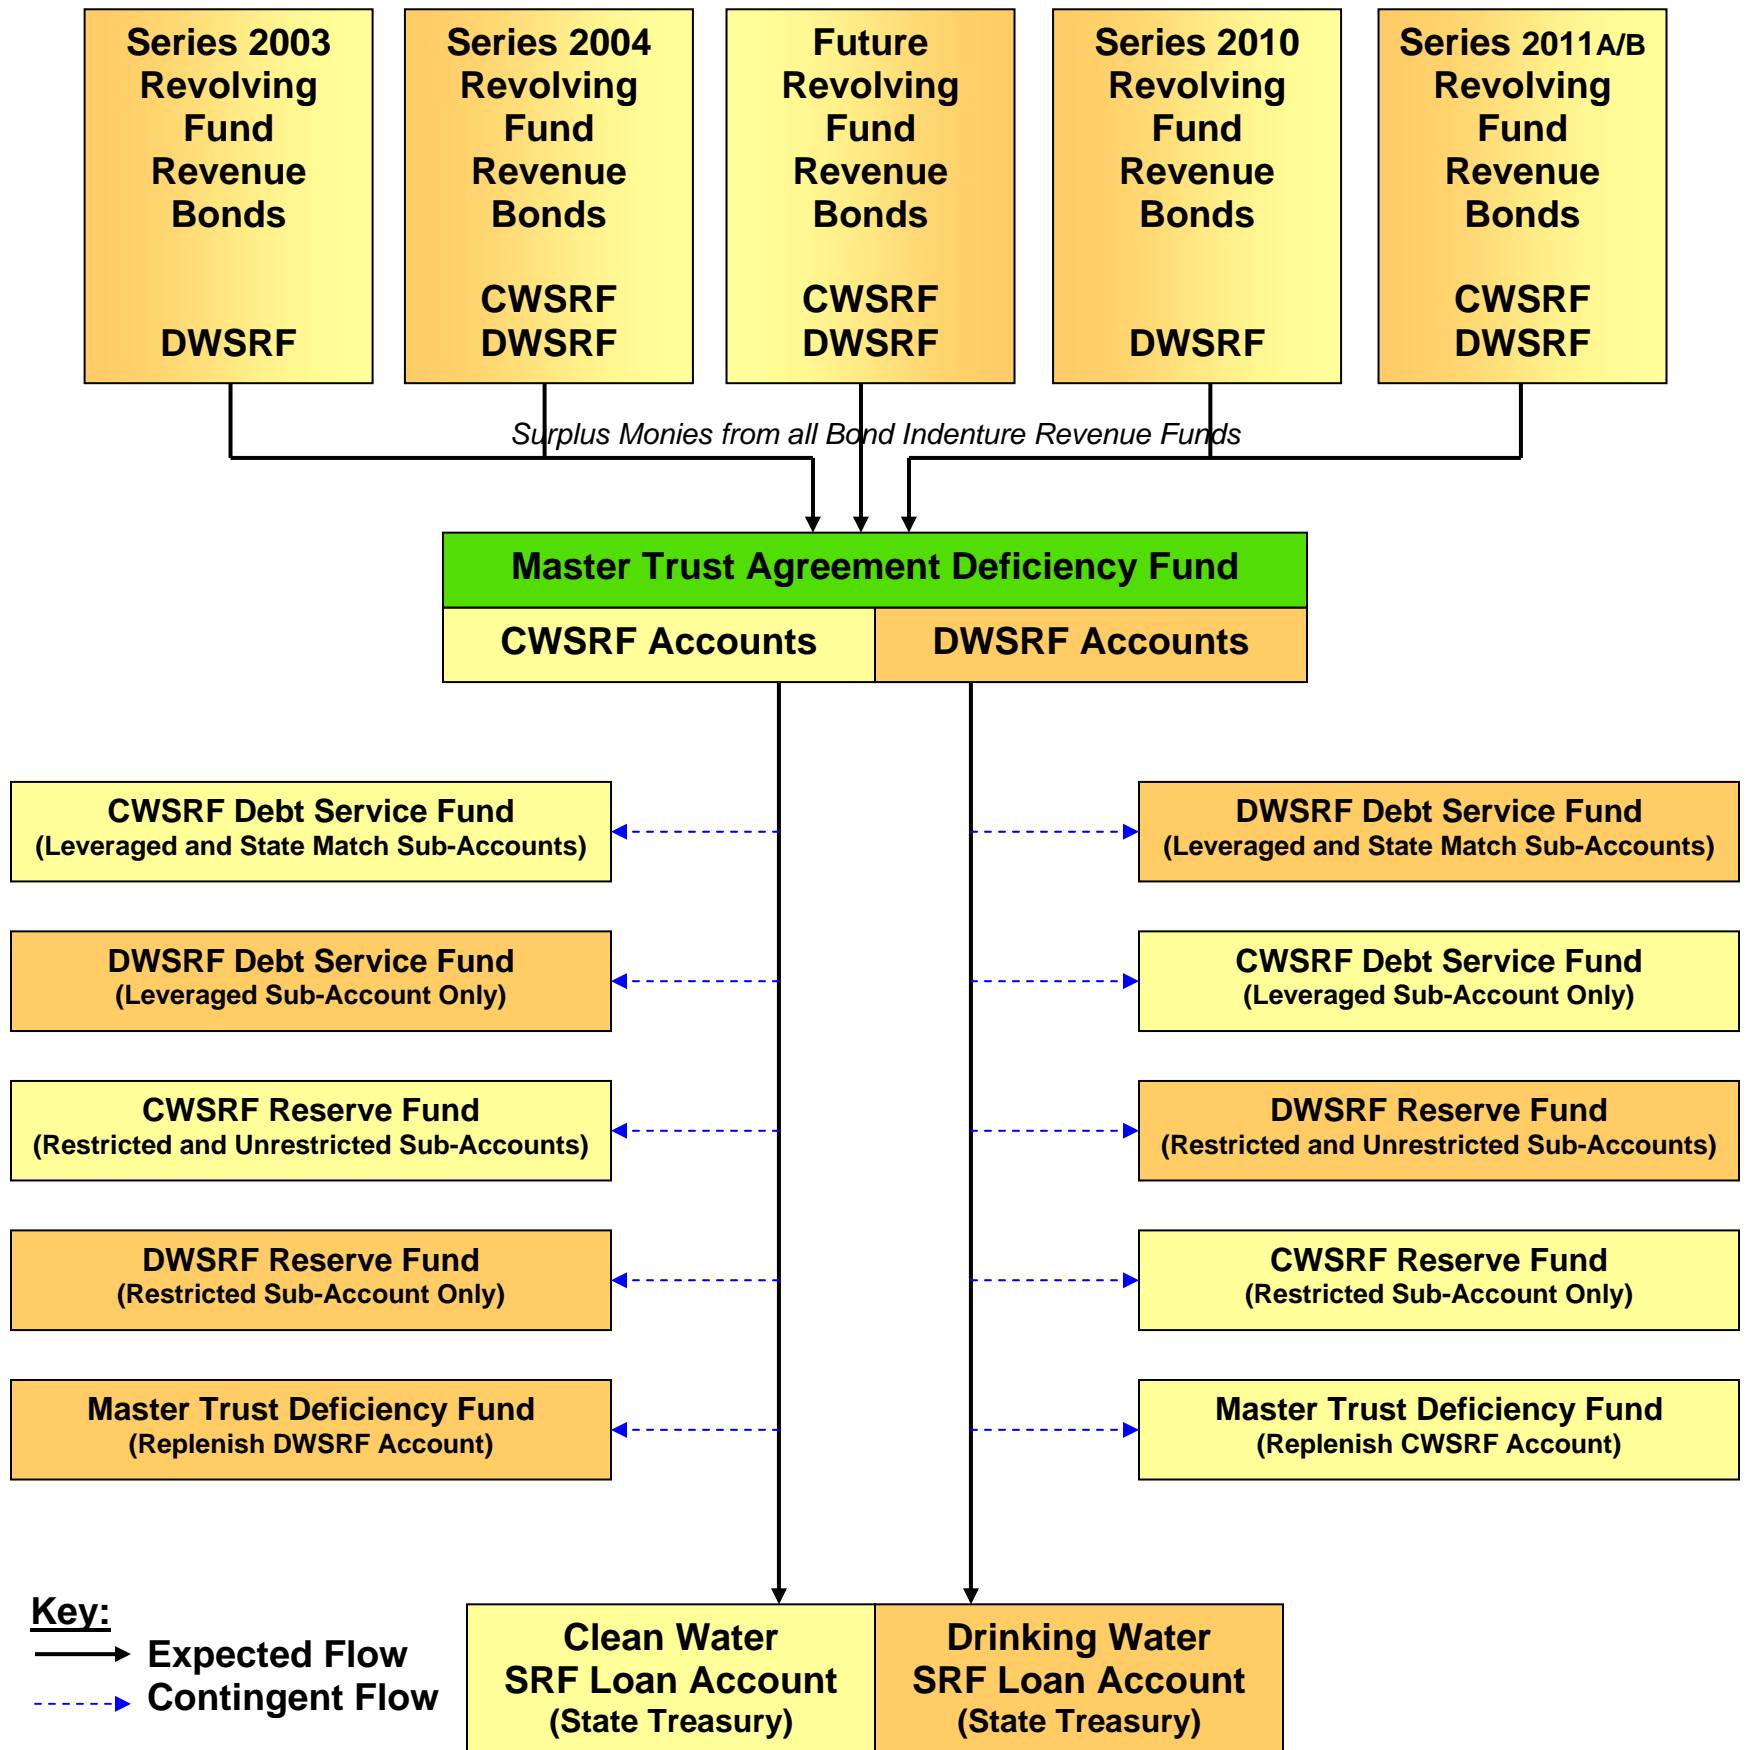 Series 2003
Revolving
Fund
Revenue
Bonds
DWSRF
Series 2004
Revolving
Fund
Revenue
Bonds
CWSRF
DWSRF
Future
Revolving
Fund
Revenue
Bonds
CWSRF
DWSRF
Series 2010
Revolving
Fund
Revenue
Bonds
DWSRF
Series 2011A/B
Revolving
Fund
Revenue
Bonds
CWSRF
DWSRF
Surplus Monies from all Bond Indenture Revenue Funds
Master Trust Agreement Deficiency Fund
CWSRF Accounts
DWSRF Accounts
CWSRF Debt Service Fund
(Leveraged and State Match Sub-Accounts)
DWSRF Debt Service Fund
(Leveraged and State Match Sub-Accounts)
DWSRF Debt Service Fund
(Leveraged Sub-Account Only)
CWSRF Debt Service Fund
(Leveraged Sub-Account Only)
CWSRF Reserve Fund
(Restricted and Unrestricted Sub-Accounts)
DWSRF Reserve Fund
(Restricted and Unrestricted Sub-Accounts)
DWSRF Reserve Fund
(Restricted Sub-Account Only)
CWSRF Reserve Fund
(Restricted Sub-Account Only)
Master Trust Deficiency Fund
(Replenish DWSRF Account)
Master Trust Deficiency Fund
(Replenish CWSRF Account)
Key:
Expected Flow
Contingent Flow
Clean Water
SRF Loan Account
(State Treasury)
Drinking Water
SRF Loan Account
(State Treasury)